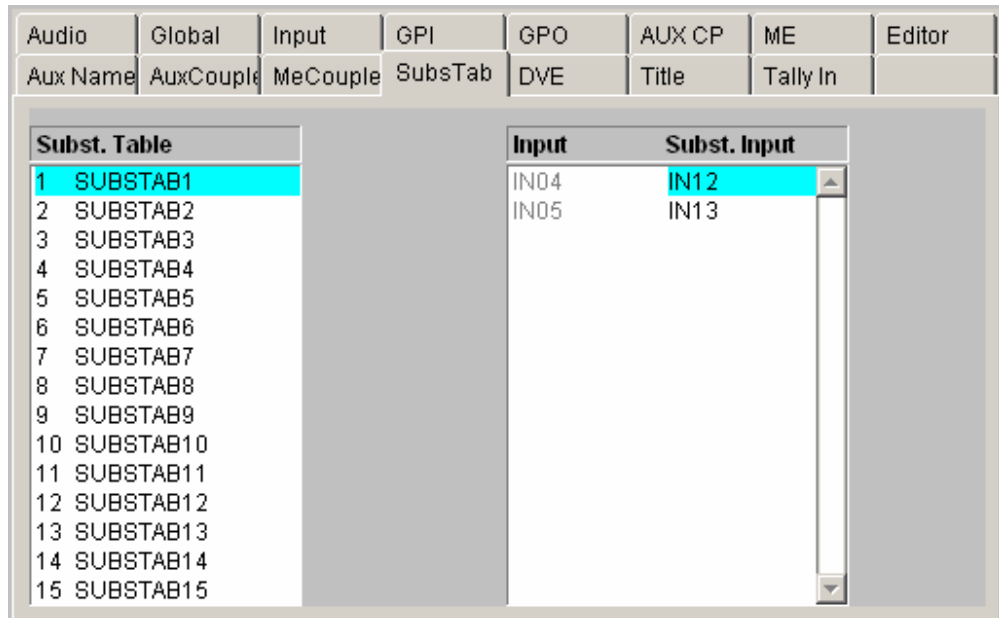 Audio Global Input GPI GPO AUX CP ME Editor
Aux Name AuxCouple MeCouple SubsTab DVE Title Tally In
Subst. Table
1 SUBSTAB1
2 SUBSTAB2
3 SUBSTAB3
4 SUBSTAB4
5 SUBSTAB5
6 SUBSTAB6
7 SUBSTAB7
8 SUBSTAB8
9 SUBSTAB9
10 SUBSTAB10
11 SUBSTAB11
12 SUBSTAB12
13 SUBSTAB13
14 SUBSTAB14
15 SUBSTAB15
Input Subst. Input
IN04 IN12
IN05 IN13